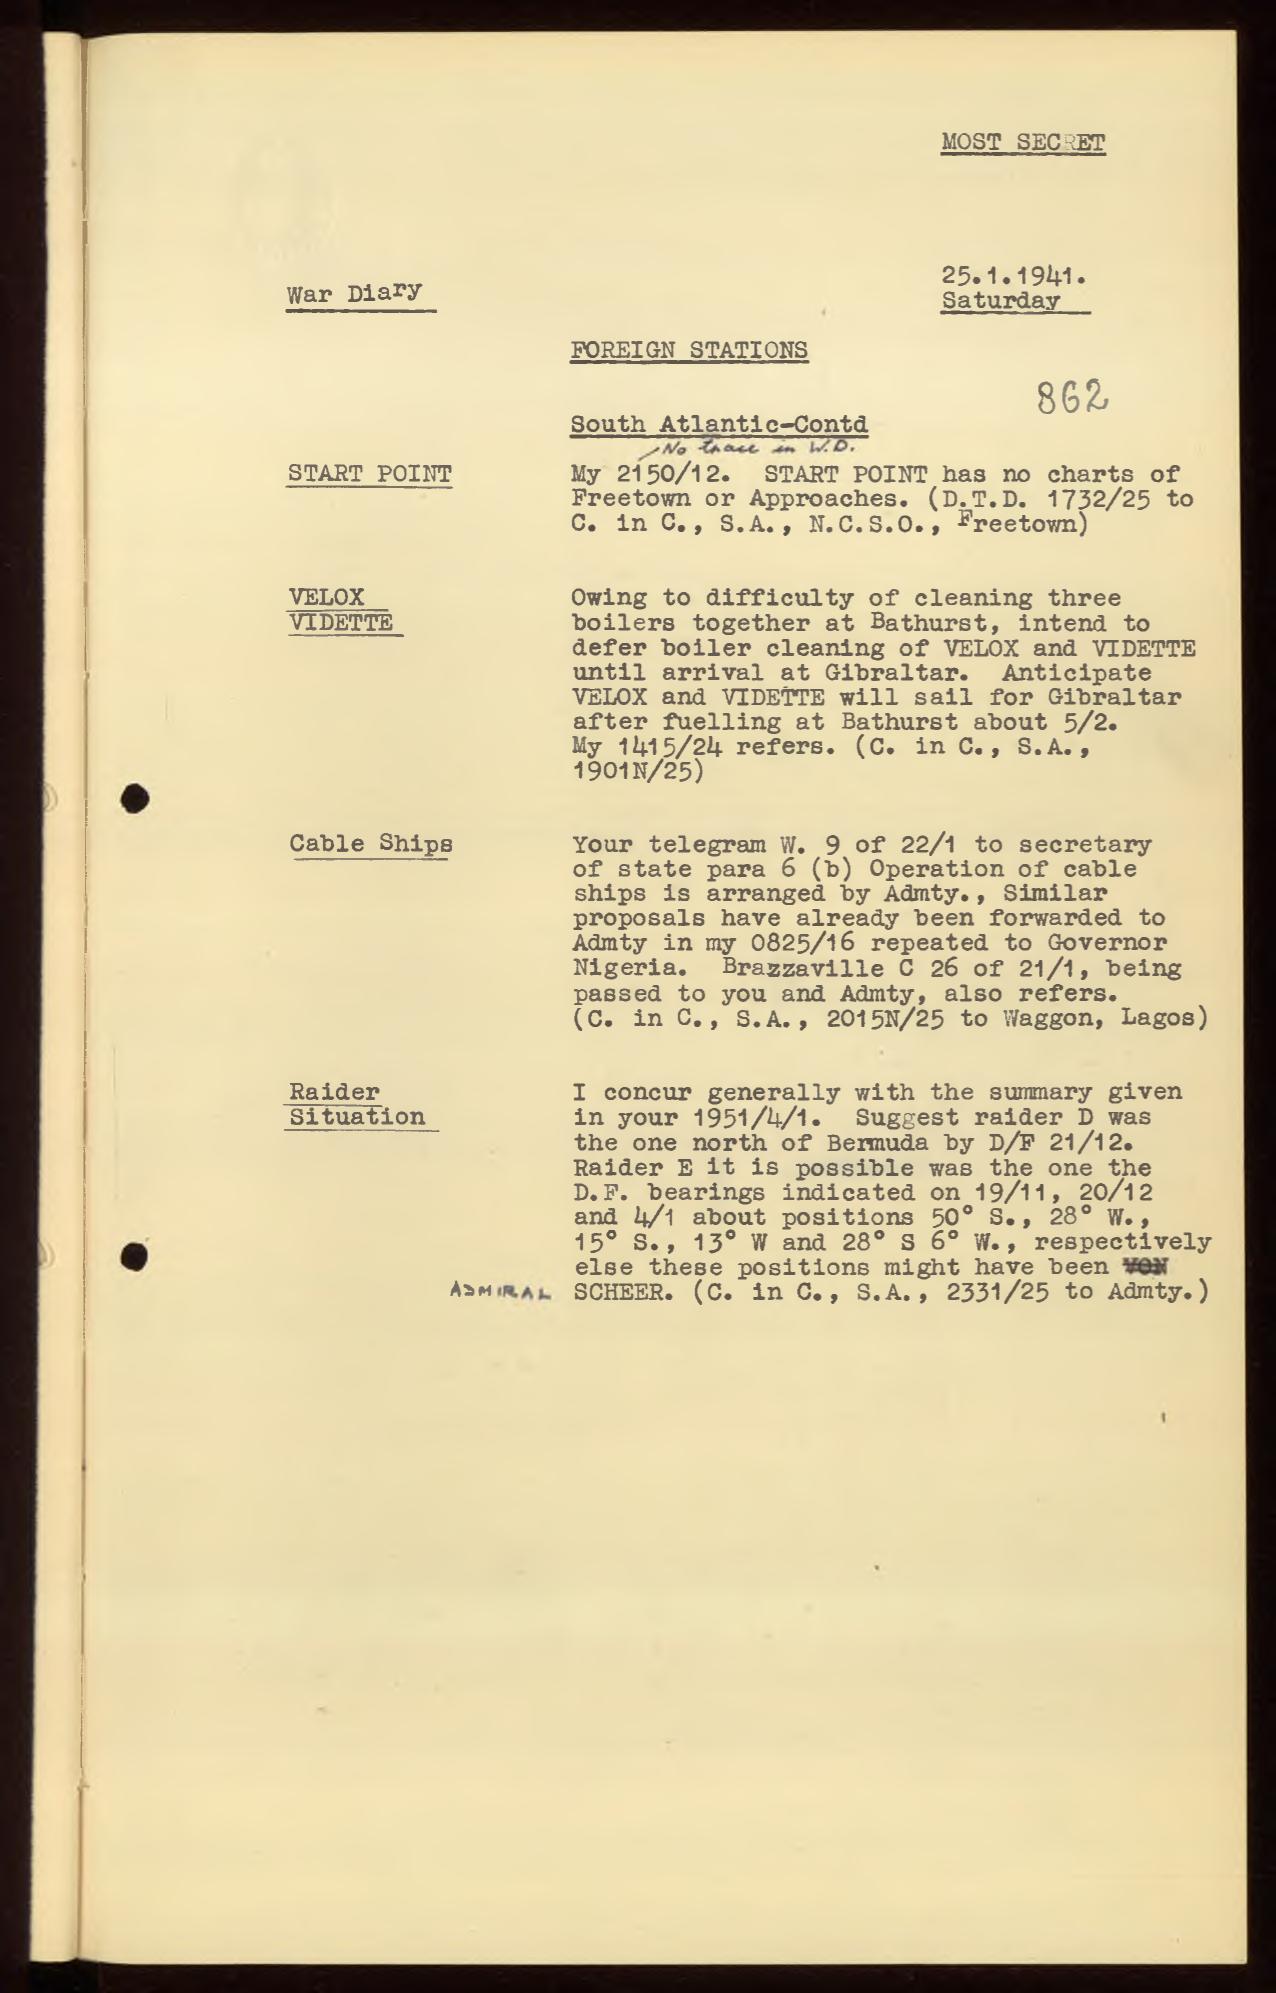 MOST SECRET
25.1.1941.
War Diary
Saturday
FOREIGN STATIONS
862
South Atlantic-Contd
No trace in W.D.
START POINT
My 2150/12. START POINT has no charts of
Freetown or Approaches. (D.T.D. 1732/25 to
C. in C., S.A., N.C.S.O., Freetown)
VELOX
VIDETTE
Owing to difficulty of cleaning three
boilers together at Bathurst, intend to
defer boiler cleaning of VELOX and VIDETTE
until arrival at Gibraltar. Anticipate
VELOX and VIDETTE will sail for Gibraltar
after fuelling at Bathurst about 5/2.
My 1415/24 refers. (C. in C., S.A.,
1901N/25)
Cable Ships
Your telegram W. 9 of 22/1 to secretary
of state para 6 (b) Operation of cable
ships is arranged by Admty., Similar
proposals have already been forwarded to
Admty in my 0825/16 repeated to Governor
Nigeria. Brazzaville C 26 of 21/1, being
passed to you and Admty, also refers.
(C. in C., S.A., 2015N/25 to Waggon, Lagos)
Raider
Situation
I concur generally with the summary given
in your 1951/4/1. Suggest raider D was
the one north of Bermuda by D/F 21/12.
Raider E it is possible was the one the
D.F. bearings indicated on 19/11, 20/12
and 4/1 about positions 50° S., 28° W.,
15° S., 13° W and 28° S 6° W., respectively
else these positions might have been VON
ADMIRAL SCHEER. (C. in C., S.A., 2331/25 to Admty.)